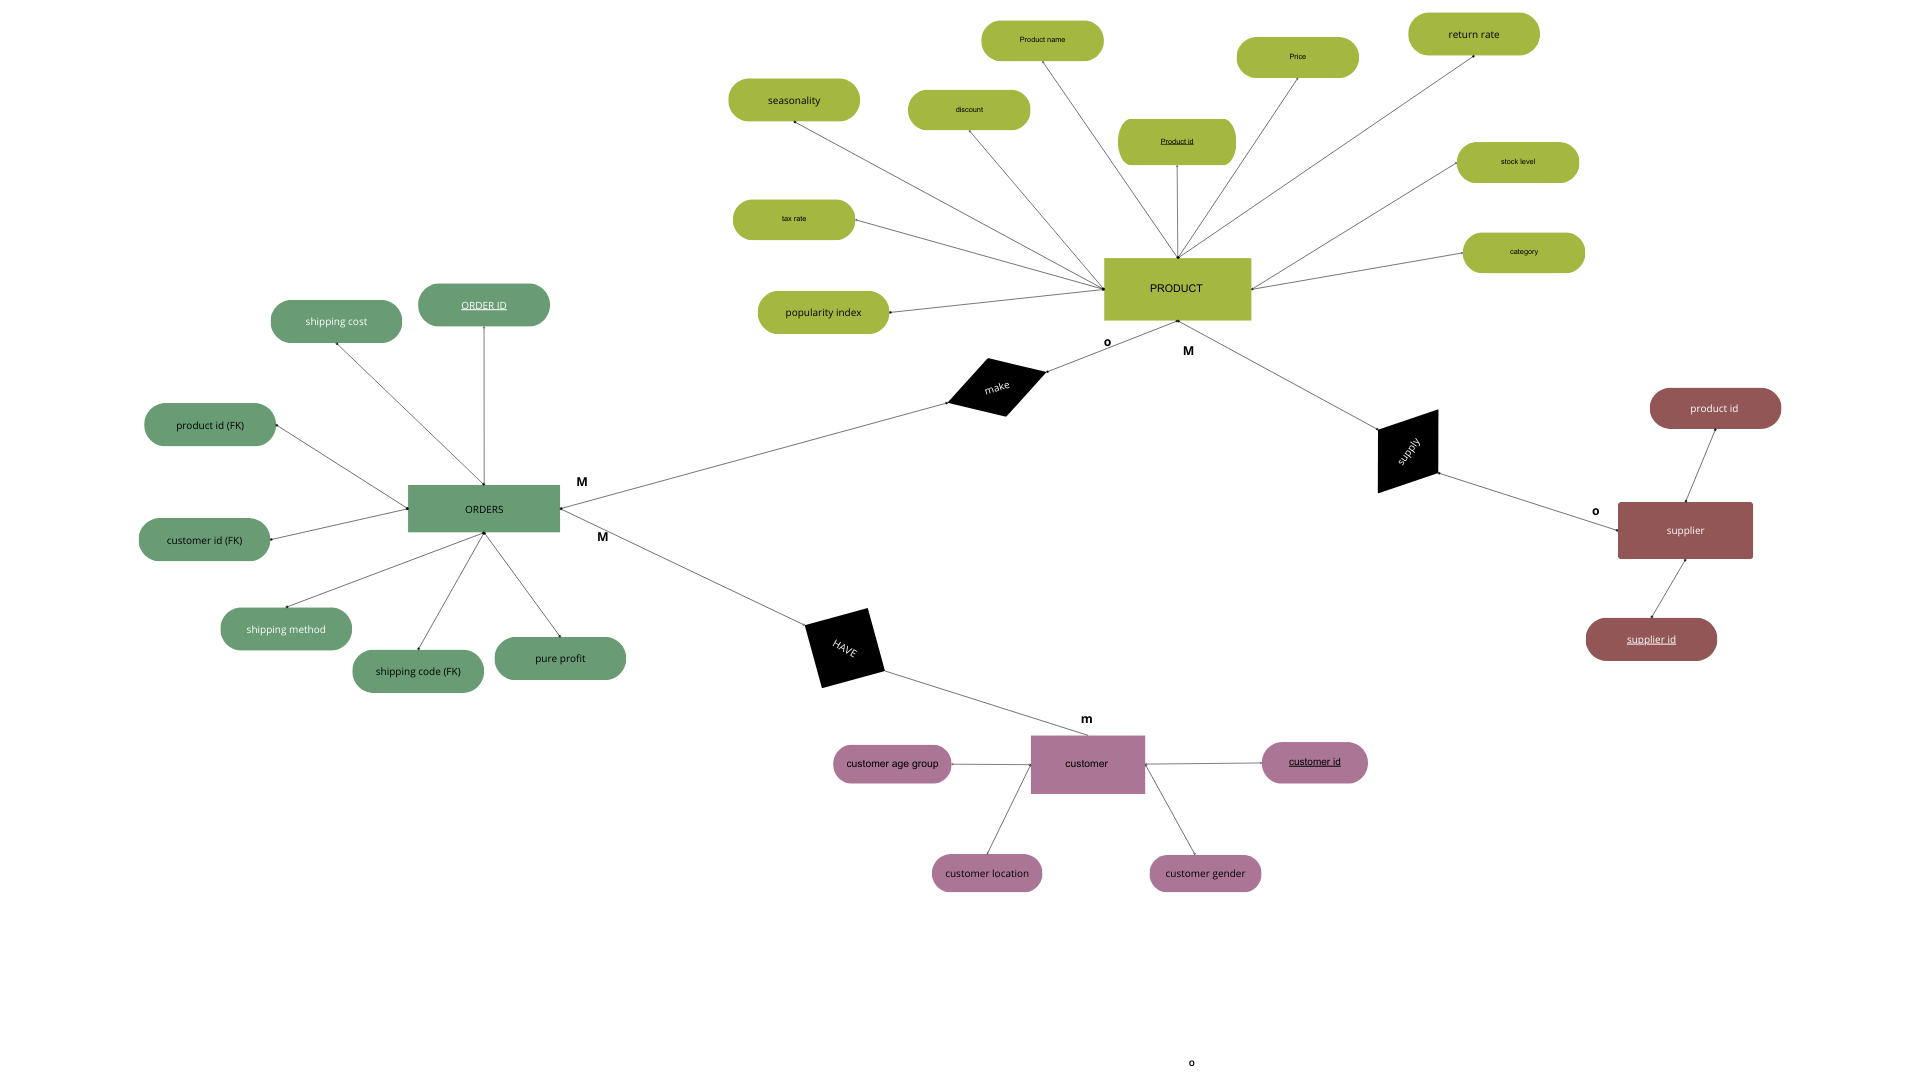 return rate
Product name
Price
seasonality
discount
Product id
stock level
tax rate
category
PRODUCT
ORDER ID
popularity index
shipping cost
o
M
make
product id
product id (FK)
supply
M
ORDERS
o
supplier
M
customer id (FK)
shipping method
supplier id
HAVE
pure profit
shipping code (FK)
m
customer age group
customer
customer id
customer location
customer gender
o